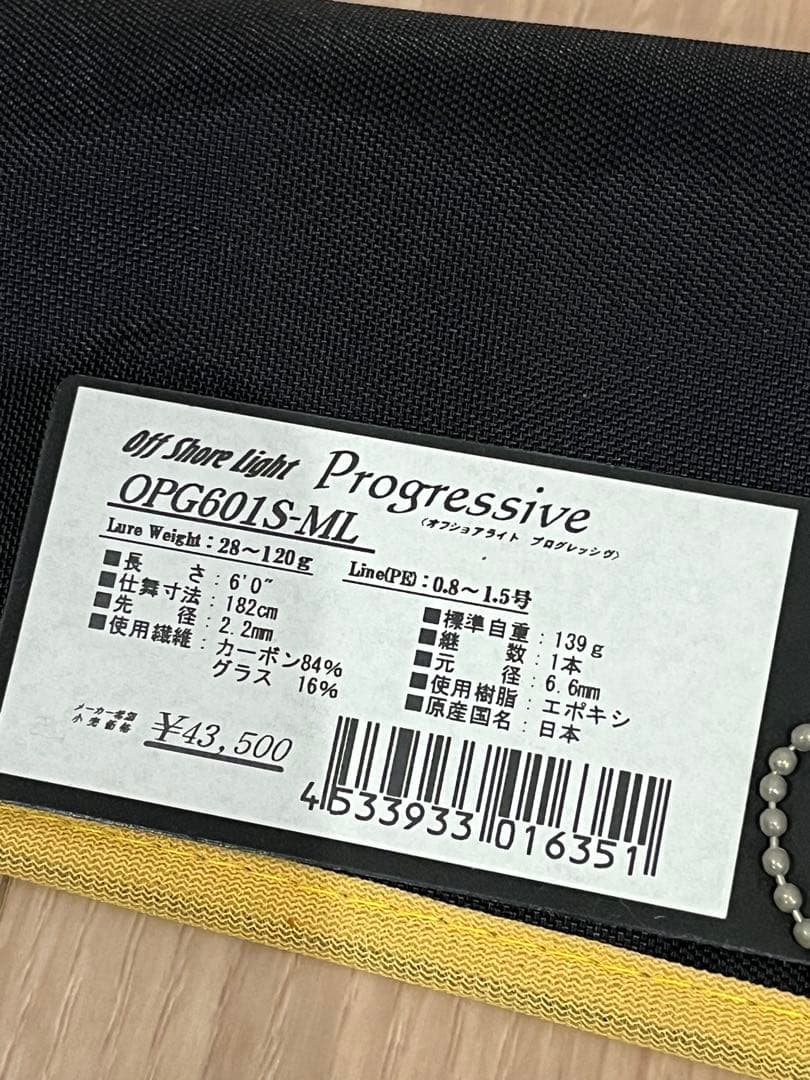 Off Shore Light Progressive
〈オフショアライト プログレッシヴ〉
OPG601S-ML
Lure Weight：28～120g
Line(PE)：0.8～1.5号
■長さ：6'0"
■仕舞寸法：182cm
■先径：2.2mm
■使用繊維：カーボン84%
グラス 16%
■標準自重：139g
■継数：1本
■元径：6.6mm
■使用樹脂：エポキシ
■原産国名：日本
メーカー希望
小売価格
￥43,500
4533933016351